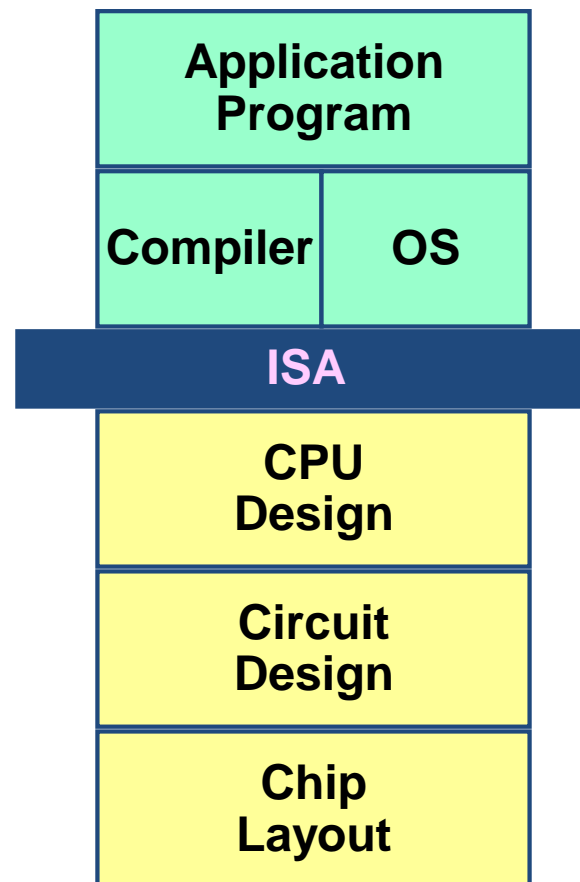 Application
Program
Compiler
OS
ISA
CPU
Design
Circuit
Design
Chip
Layout